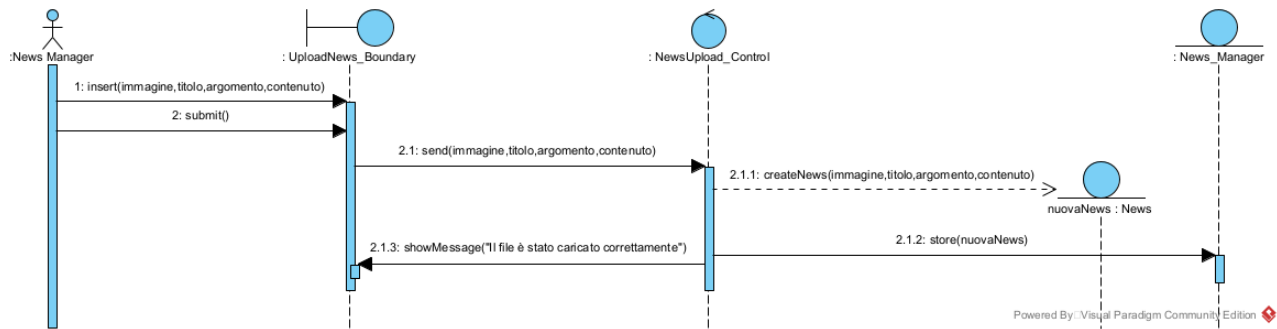 :News Manager
: UploadNews_Boundary
: NewsUpload_Control
: News_Manager
1: insert(immagine,titolo,argomento,contenuto)
2: submit()
2.1: send(immagine,titolo,argomento,contenuto)
2.1.1: createNews(immagine,titolo,argomento,contenuto)
nuovaNews : News
2.1.2: store(nuovaNews)
2.1.3: showMessage("Il file è stato caricato correttamente")
Powered By Visual Paradigm Community Edition